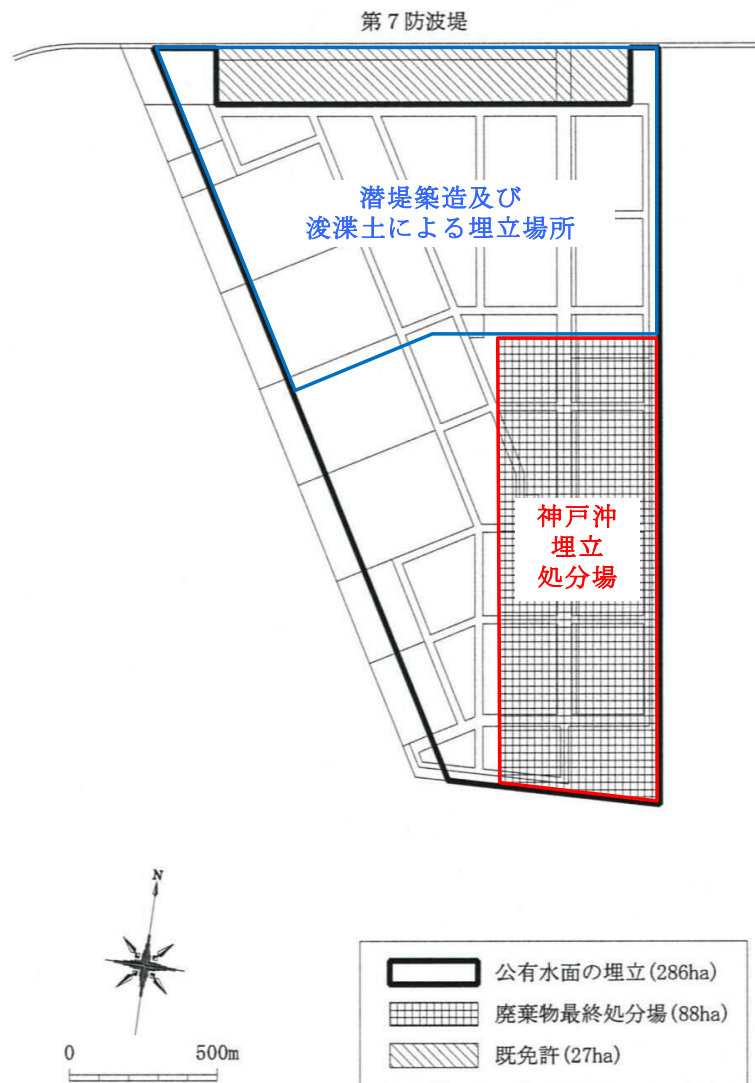 第7防波堤
潜堤築造及び
浚渫土による埋立場所
神戸沖
埋立
処分場
N
0 500m
公有水面の埋立(286ha)
廃棄物最終処分場(88ha)
既免許(27ha)